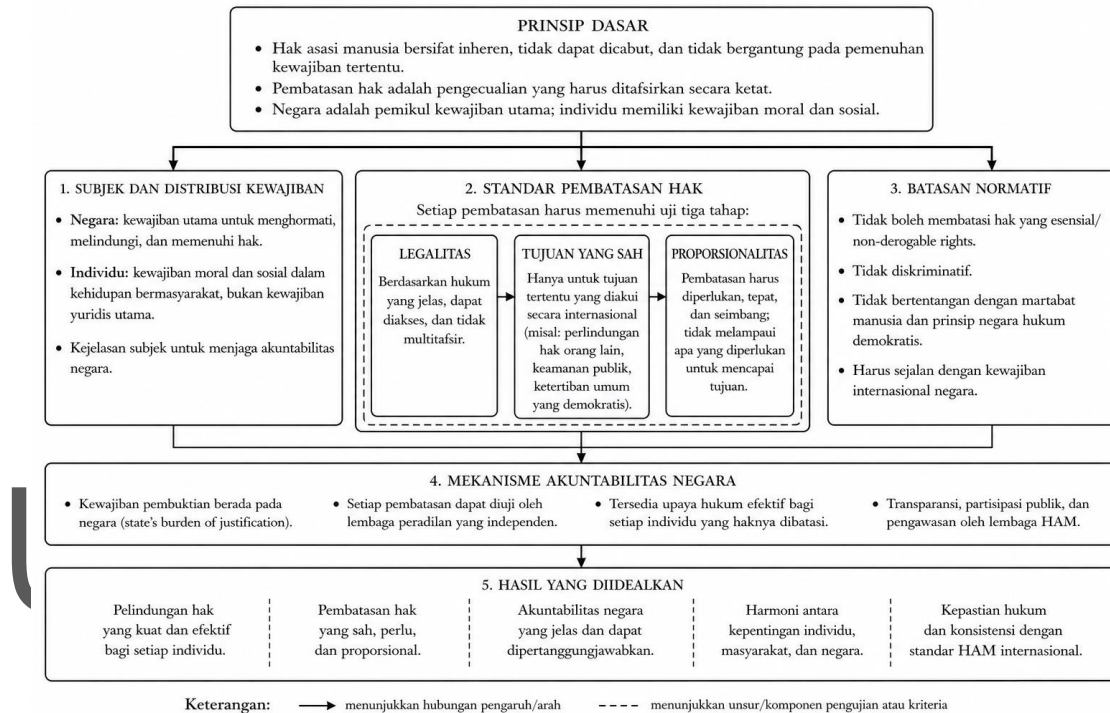 PRINSIP DASAR
• Hak asasi manusia bersifat inheren, tidak dapat dicabut, dan tidak bergantung pada pemenuhan
kewajiban tertentu.
• Pembatasan hak adalah pengecualian yang harus ditafsirkan secara ketat.
• Negara adalah pemikul kewajiban utama; individu memiliki kewajiban moral dan sosial.
1. SUBJEK DAN DISTRIBUSI KEWAJIBAN
• Negara: kewajiban utama untuk menghormati,
melindungi, dan memenuhi hak.
• Individu: kewajiban moral dan sosial dalam
kehidupan bermasyarakat, bukan kewajiban
yuridis utama.
• Kejelasan subjek untuk menjaga akuntabilitas
negara.
2. STANDAR PEMBATASAN HAK
Setiap pembatasan harus memenuhi uji tiga tahap:
LEGALITAS
Berdasarkan hukum
yang jelas, dapat
diakses, dan tidak
multitafsir.
TUJUAN YANG SAH
Hanya untuk tujuan
tertentu yang diakui
secara internasional
(misal: perlindungan
hak orang lain,
keamanan publik,
ketertiban umum
yang demokratis).
PROPORSIONALITAS
Pembatasan harus
diperlukan, tepat,
dan seimbang;
tidak melampaui
apa yang diperlukan
untuk mencapai
tujuan.
3. BATASAN NORMATIF
• Tidak boleh membatasi hak yang esensial/
non-derogable rights.
• Tidak diskriminatif.
• Tidak bertentangan dengan martabat
manusia dan prinsip negara hukum
demokratis.
• Harus sejalan dengan kewajiban
internasional negara.
4. MEKANISME AKUNTABILITAS NEGARA
• Kewajiban pembuktian berada pada
negara (state's burden of justification).
• Setiap pembatasan dapat diuji oleh
lembaga peradilan yang independen.
• Tersedia upaya hukum efektif bagi
setiap individu yang haknya dibatasi.
• Transparansi, partisipasi publik, dan
pengawasan oleh lembaga HAM.
5. HASIL YANG DIIDEALKAN
Pelindungan hak
yang kuat dan efektif
bagi setiap individu.
Pembatasan hak
yang sah, perlu,
dan proporsional.
Akuntabilitas negara
yang jelas dan dapat
dipertanggungjawabkan.
Harmoni antara
kepentingan individu,
masyarakat, dan negara.
Kepastian hukum
dan konsistensi dengan
standar HAM internasional.
Keterangan: menunjukkan hubungan pengaruh/arah menunjukkan unsur/komponen pengujian atau kriteria